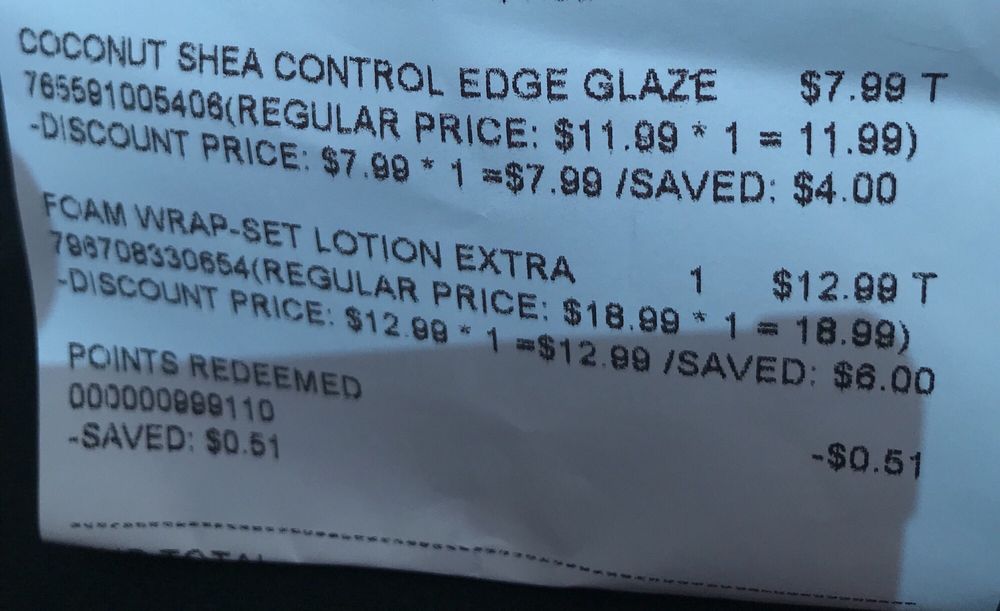 COCONUT SHEA CONTROL EDGE GLAZE $7.99 T
765591005406(REGULAR PRICE: $11.99 * 1 = 11.99)
-DISCOUNT PRICE: $7.99 * 1 =$7.99 /SAVED: $4.00
FOAM WRAP-SET LOTION EXTRA 1 $12.99 T
796708330654(REGULAR PRICE: $18.99 * 1 = 18.99)
-DISCOUNT PRICE: $12.99 * 1 =$12.99 /SAVED: $6.00
POINTS REDEEMED
000000999110
-SAVED: $0.51 -$0.51
TOTAL